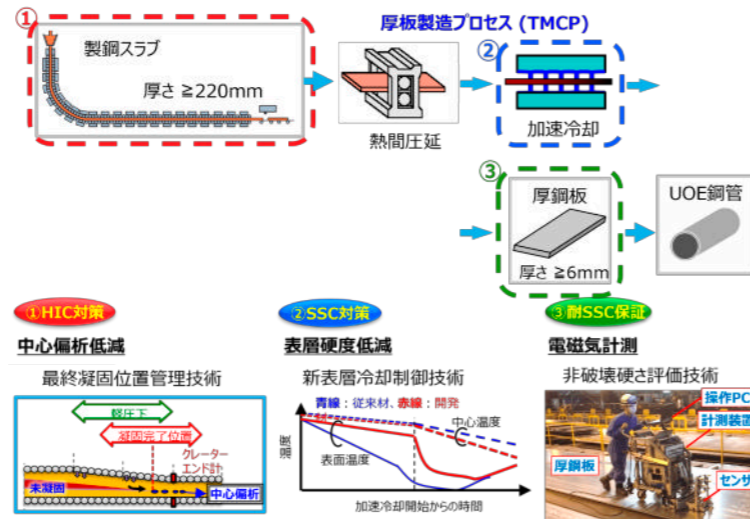 ①
厚板製造プロセス (TMCP)
製鋼スラブ
厚さ ≧220mm
熱間圧延
②
加速冷却
③
厚鋼板
厚さ ≧6mm
UOE鋼管
①HIC対策
中心偏析低減
最終凝固位置管理技術
軽圧下
凝固完了位置
クレーター
エンド計
未凝固
中心偏析
②SSC対策
表層硬度低減
新表層冷却制御技術
青線：従来材、赤線：開発
中心温度
表面温度
温度
加速冷却開始からの時間
③耐SSC保証
電磁気計測
非破壊硬さ評価技術
操作PC
計測装置
厚鋼板
センサ